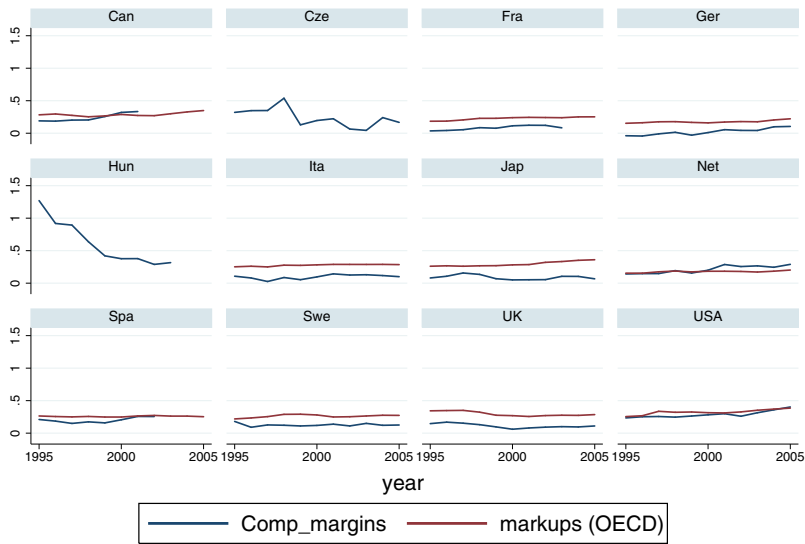 Can Cze Fra Ger
1.5
1
.5
0
Hun Ita Jap Net
1.5
1
.5
0
Spa Swe UK USA
1.5
1
.5
0
1995 2000 2005 1995 2000 2005 1995 2000 2005 1995 2000 2005
year
Comp_margins markups (OECD)